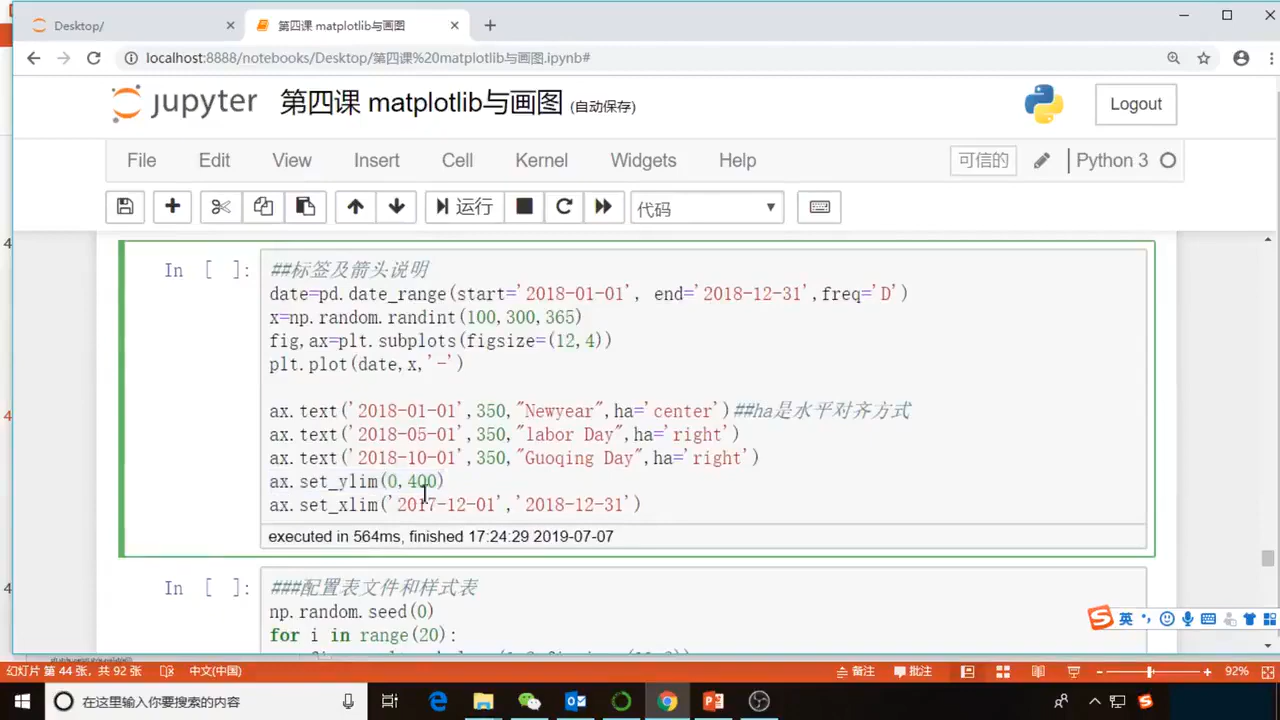 Desktop/
第四课 matplotlib与画图
localhost:8888/notebooks/Desktop/第四课%20matplotlib与画图.ipynb#
jupyter 第四课 matplotlib与画图 (自动保存)
Logout
File Edit View Insert Cell Kernel Widgets Help 可信的 Python 3
运行 代码
In [ ]:
##标签及箭头说明
date=pd.date_range(start='2018-01-01', end='2018-12-31',freq='D')
x=np.random.randint(100,300,365)
fig,ax=plt.subplots(figsize=(12,4))
plt.plot(date,x,'-')
ax.text('2018-01-01',350,"Newyear",ha='center')##ha是水平对齐方式
ax.text('2018-05-01',350,"labor Day",ha='right')
ax.text('2018-10-01',350,"Guoqing Day",ha='right')
ax.set_ylim(0,400)
ax.set_xlim('2017-12-01','2018-12-31')
executed in 564ms, finished 17:24:29 2019-07-07
In [ ]:
###配置表文件和样式表
np.random.seed(0)
for i in range(20):
英
幻灯片 第 44 张，共 92 张 中文(中国) 备注 批注 92%
在这里输入你要搜索的内容